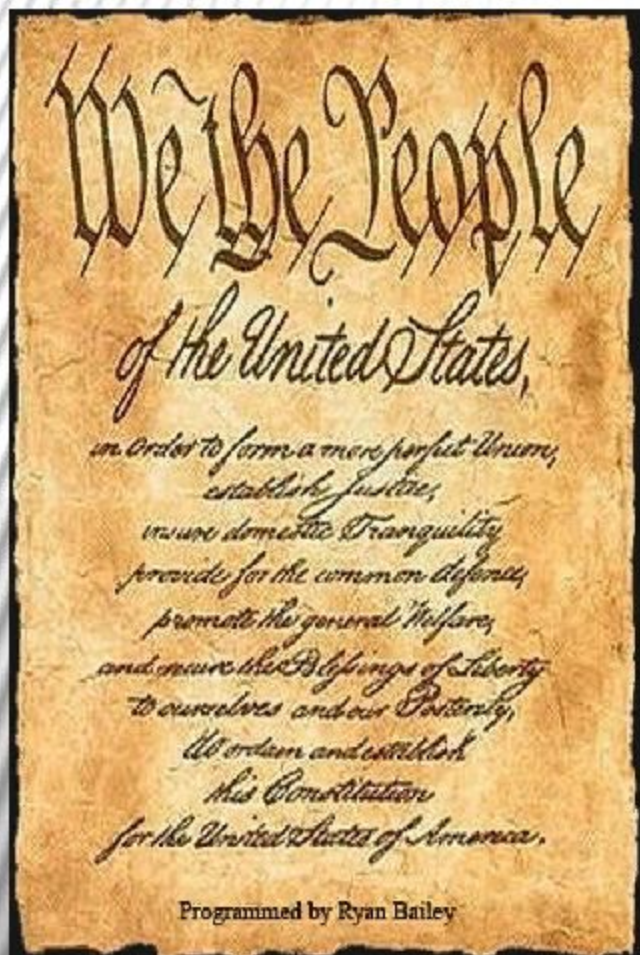 We the People
of the United States,
in Order to form a more perfect Union,
establish Justice,
insure domestic Tranquility
provide for the common defence,
promote the general Welfare,
and secure the Blessings of Liberty
to ourselves and our Posterity,
do ordain and establish
this Constitution
for the United States of America.
Programmed by Ryan Bailey